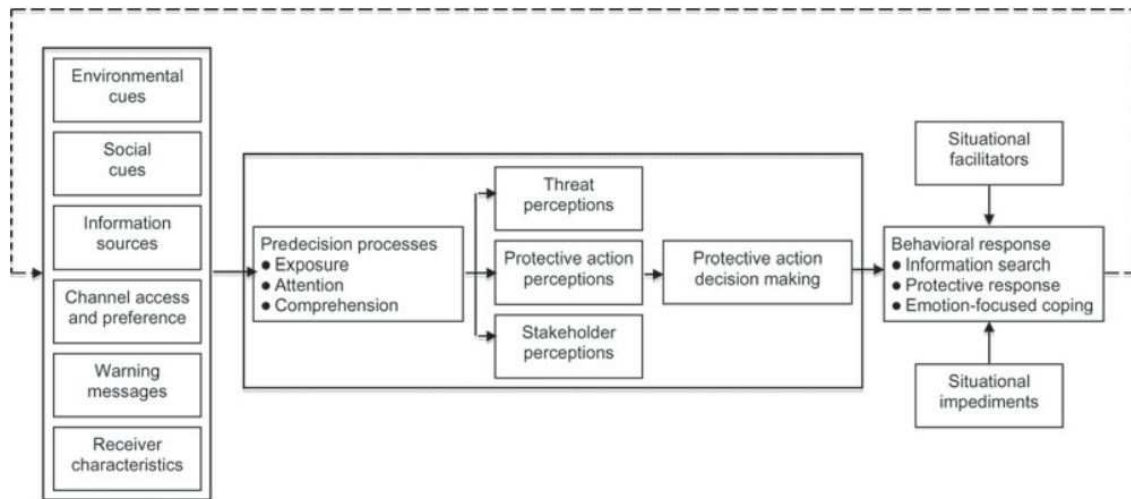 Environmental
cues
Social
cues
Information
sources
Channel access
and preference
Warning
messages
Receiver
characteristics
Predecision processes
● Exposure
● Attention
● Comprehension
Threat
perceptions
Protective action
perceptions
Stakeholder
perceptions
Protective action
decision making
Situational
facilitators
Behavioral response
● Information search
● Protective response
● Emotion-focused coping
Situational
impediments